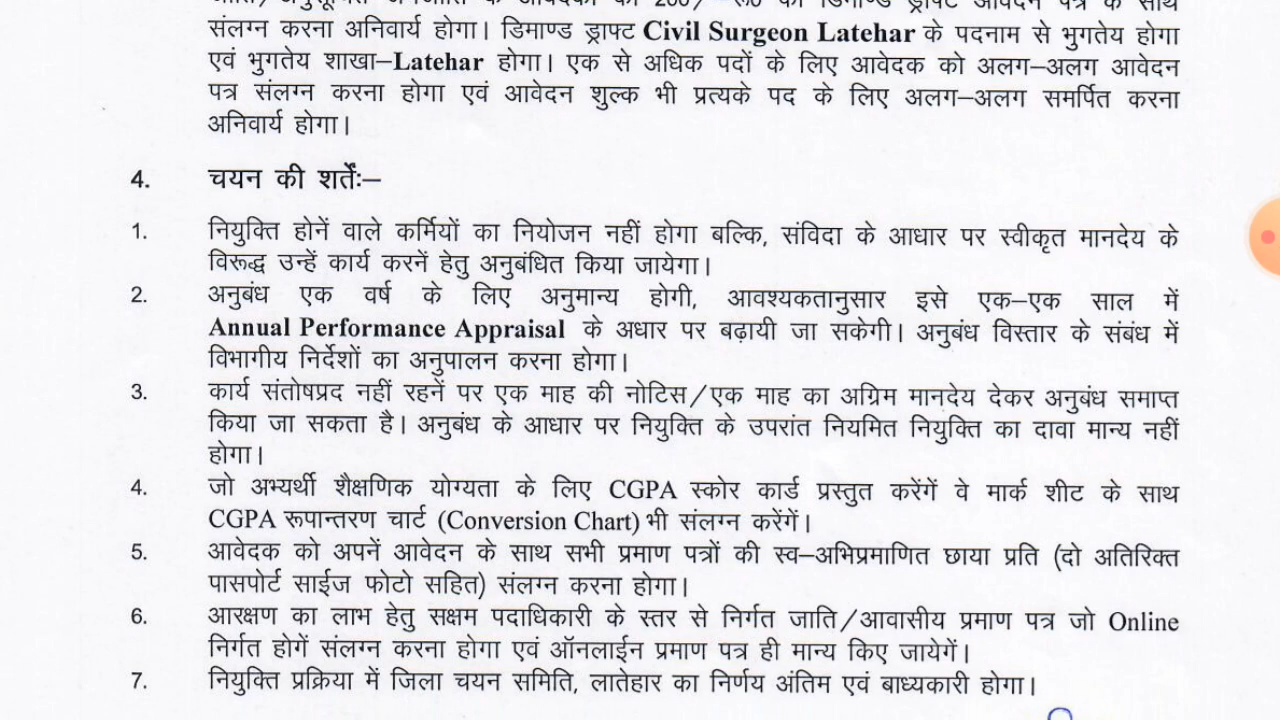 संलग्न करना अनिवार्य होगा। डिमाण्ड ड्राफ्ट Civil Surgeon Latehar के पदनाम से भुगतेय होगा
एवं भुगतेय शाखा–Latehar होगा। एक से अधिक पदों के लिए आवेदक को अलग–अलग आवेदन
पत्र संलग्न करना होगा एवं आवेदन शुल्क भी प्रत्यके पद के लिए अलग–अलग समर्पित करना
अनिवार्य होगा।
4. चयन की शर्तेंः–
1. नियुक्ति होनें वाले कर्मियों का नियोजन नहीं होगा बल्कि, संविदा के आधार पर स्वीकृत मानदेय के
विरूद्ध उन्हें कार्य करनें हेतु अनुबंधित किया जायेगा।
2. अनुबंध एक वर्ष के लिए अनुमान्य होगी, आवश्यकतानुसार इसे एक–एक साल में
Annual Performance Appraisal के अधार पर बढ़ायी जा सकेगी। अनुबंध विस्तार के संबंध में
विभागीय निर्देशों का अनुपालन करना होगा।
3. कार्य संतोषप्रद नहीं रहनें पर एक माह की नोटिस/एक माह का अग्रिम मानदेय देकर अनुबंध समाप्त
किया जा सकता है। अनुबंध के आधार पर नियुक्ति के उपरांत नियमित नियुक्ति का दावा मान्य नहीं
होगा।
4. जो अभ्यर्थी शैक्षणिक योग्यता के लिए CGPA स्कोर कार्ड प्रस्तुत करेंगें वे मार्क शीट के साथ
CGPA रूपान्तरण चार्ट (Conversion Chart) भी संलग्न करेंगें।
5. आवेदक को अपनें आवेदन के साथ सभी प्रमाण पत्रों की स्व–अभिप्रमाणित छाया प्रति (दो अतिरिक्त
पासपोर्ट साईज फोटो सहित) संलग्न करना होगा।
6. आरक्षण का लाभ हेतु सक्षम पदाधिकारी के स्तर से निर्गत जाति/आवासीय प्रमाण पत्र जो Online
निर्गत होगें संलग्न करना होगा एवं ऑनलाईन प्रमाण पत्र ही मान्य किए जायेगें।
7. नियुक्ति प्रक्रिया में जिला चयन समिति, लातेहार का निर्णय अंतिम एवं बाध्यकारी होगा।